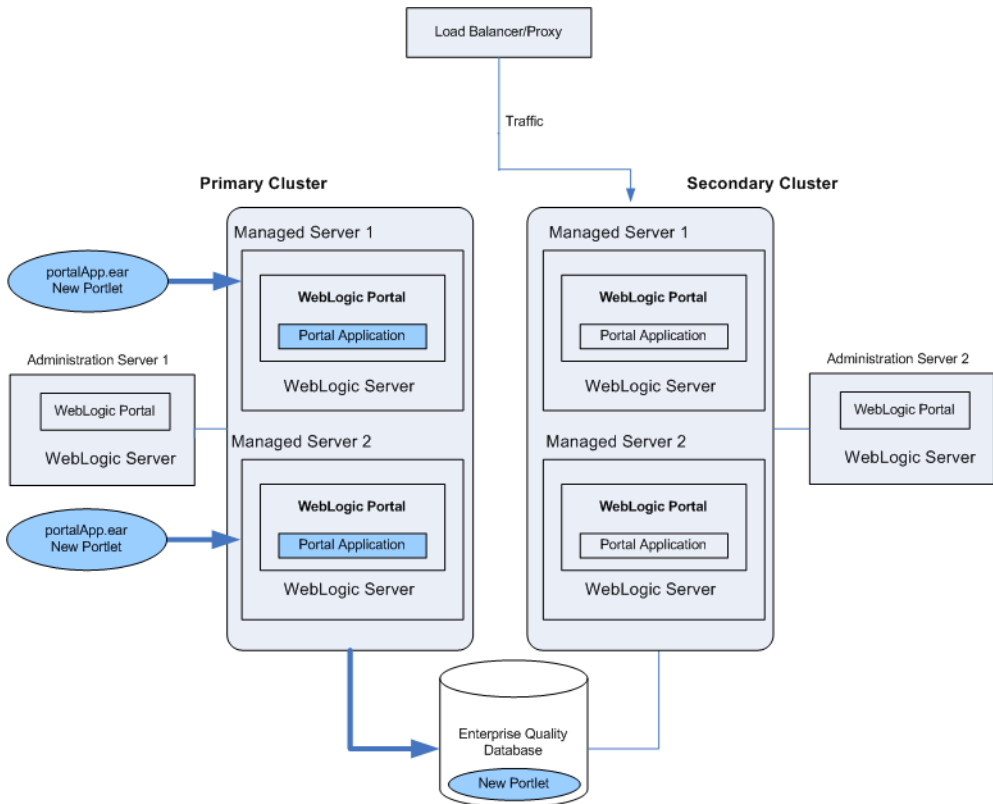 Load Balancer/Proxy
Traffic
Primary Cluster
Secondary Cluster
Managed Server 1
portalApp.ear
New Portlet
WebLogic Portal
Portal Application
WebLogic Server
Managed Server 1
WebLogic Portal
Portal Application
WebLogic Server
Administration Server 1
WebLogic Portal
WebLogic Server
Administration Server 2
WebLogic Portal
WebLogic Server
Managed Server 2
portalApp.ear
New Portlet
WebLogic Portal
Portal Application
WebLogic Server
Managed Server 2
WebLogic Portal
Portal Application
WebLogic Server
Enterprise Quality
Database
New Portlet